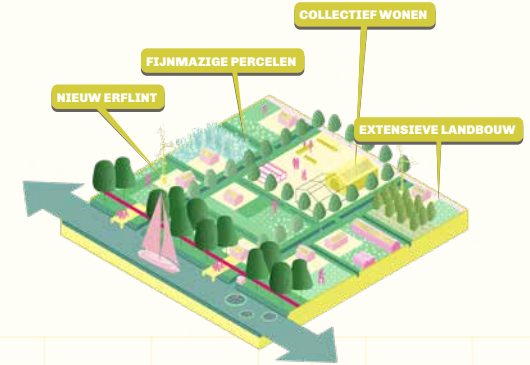 COLLECTIEF WONEN
FIJNMAZIGE PERCELEN
NIEUW ERFLINT
EXTENSIEVE LANDBOUW